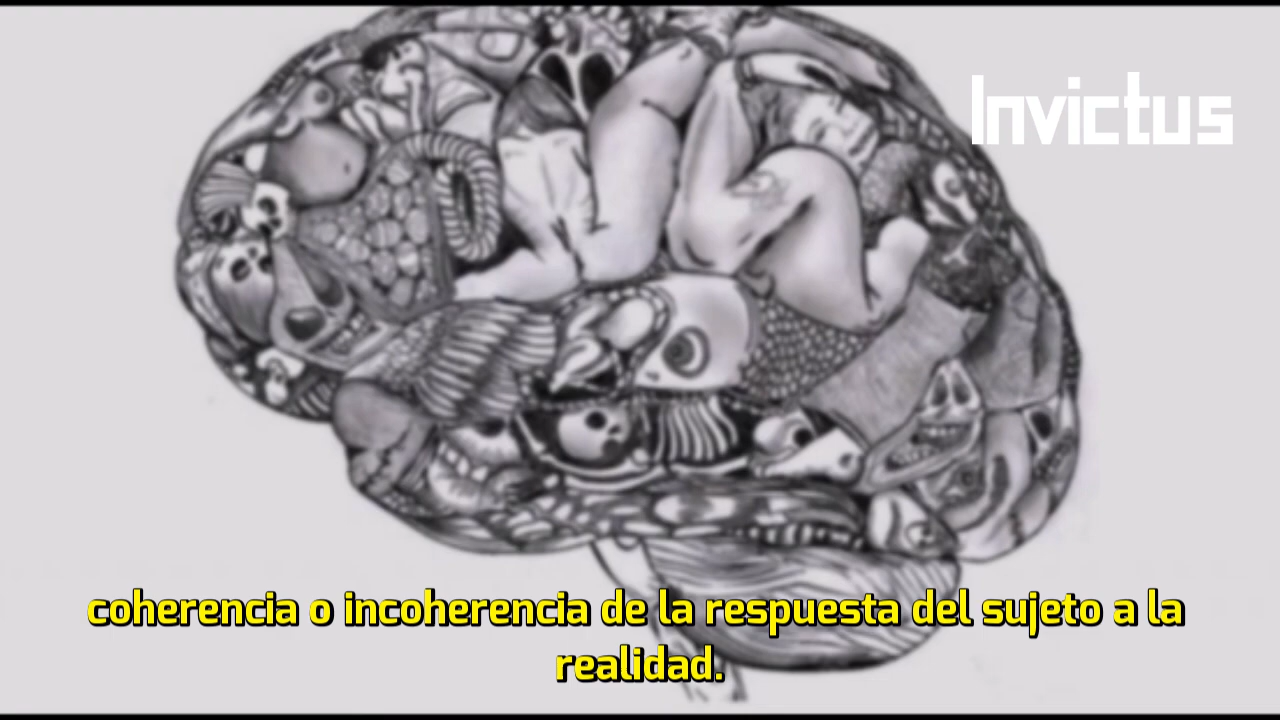 Invictus
coherencia o incoherencia de la respuesta del sujeto a la
realidad.